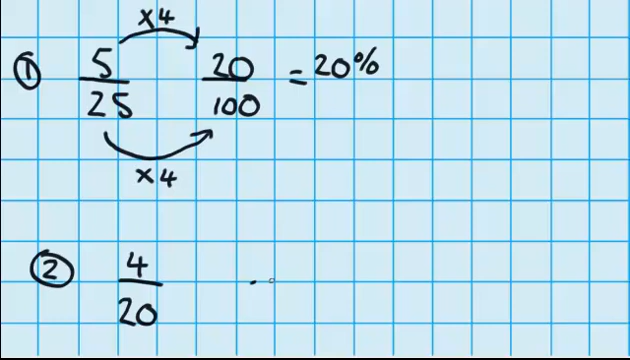 ×4
① 5/25 20/100 = 20%
×4
② 4/20